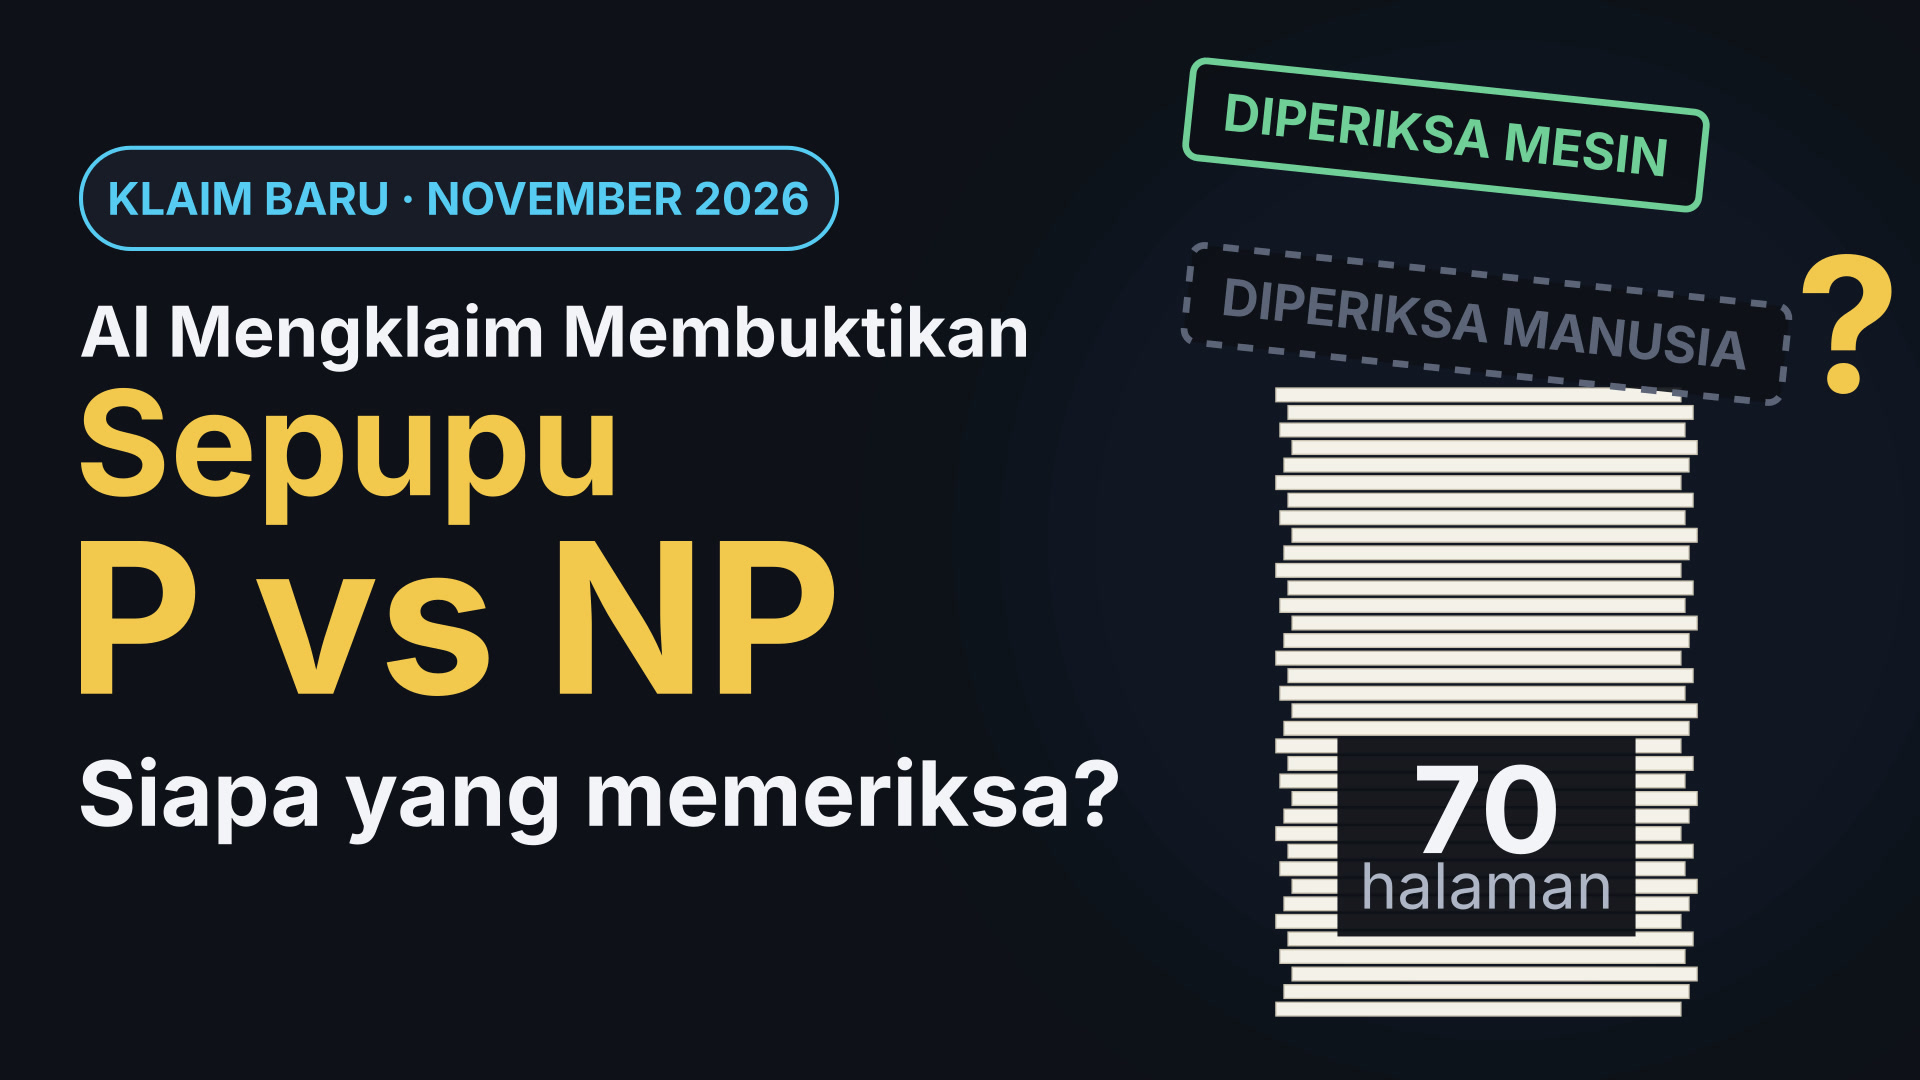 KLAIM BARU · NOVEMBER 2026
AI Mengklaim Membuktikan
Sepupu
P vs NP
Siapa yang memeriksa?
DIPERIKSA MESIN
DIPERIKSA MANUSIA
?
70
halaman